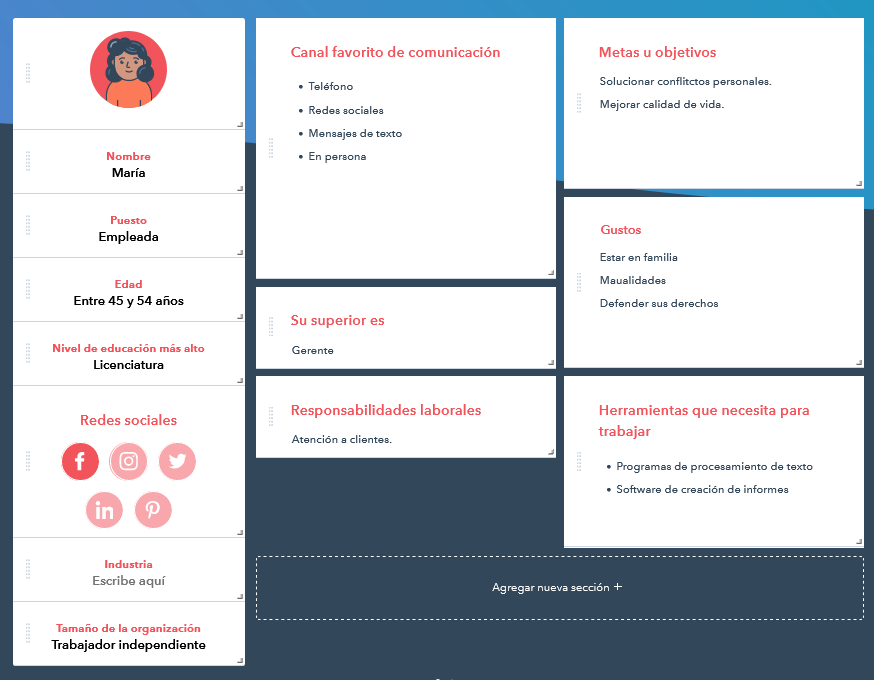 Nombre
María
Puesto
Empleada
Edad
Entre 45 y 54 años
Nivel de educación más alto
Licenciatura
Redes sociales
Industria
Escribe aquí
Tamaño de la organización
Trabajador independiente
Canal favorito de comunicación
• Teléfono
• Redes sociales
• Mensajes de texto
• En persona
Su superior es
Gerente
Responsabilidades laborales
Atención a clientes.
Metas u objetivos
Solucionar conflitctos personales.
Mejorar calidad de vida.
Gustos
Estar en familia
Maualidades
Defender sus derechos
Herramientas que necesita para
trabajar
• Programas de procesamiento de texto
• Software de creación de informes
Agregar nueva sección +